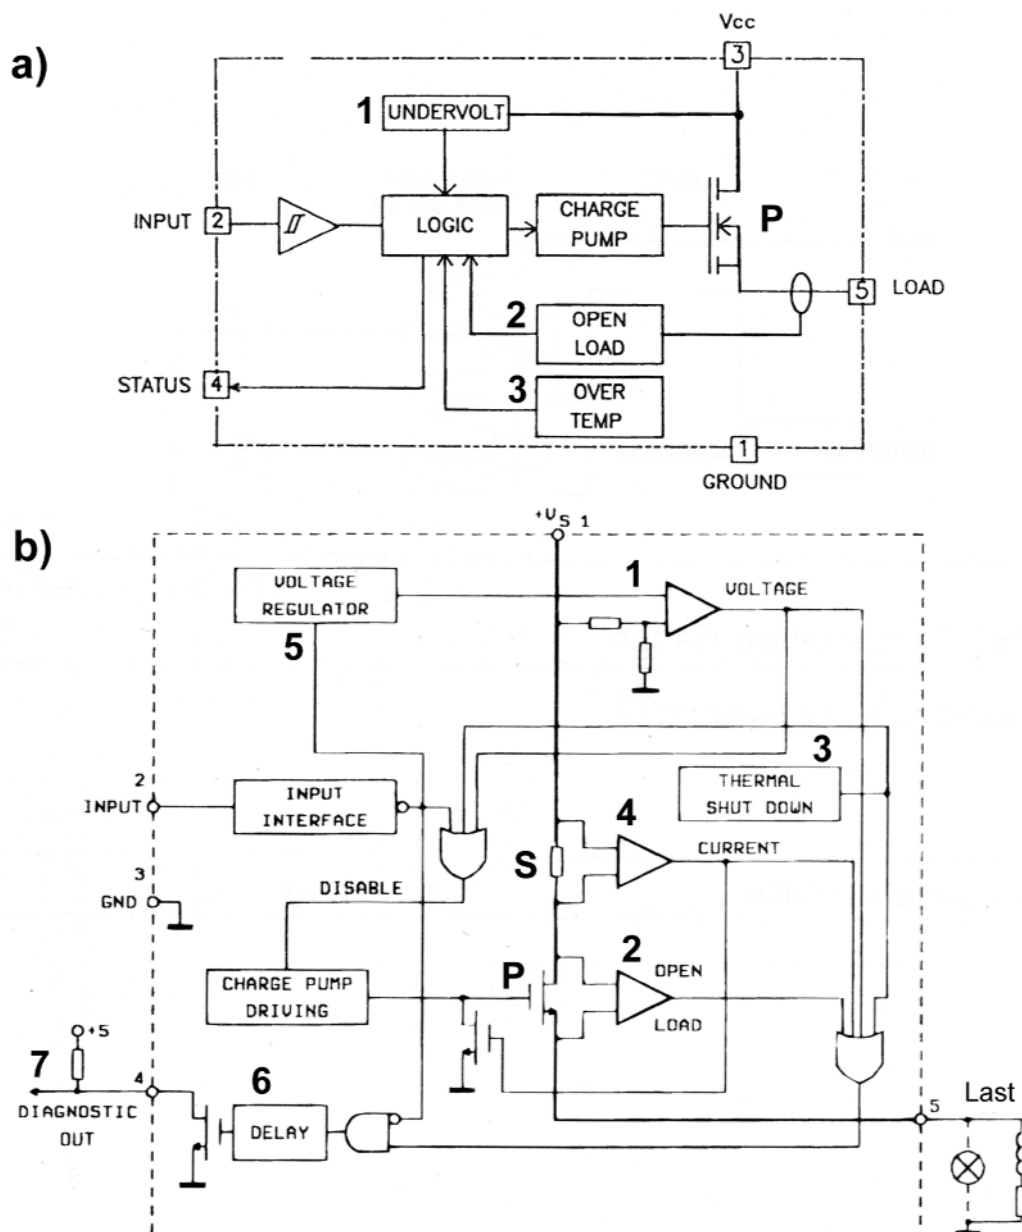 a)
Vcc
3
1
UNDERVOLT
INPUT
2
LOGIC
CHARGE
PUMP
P
5
LOAD
2
OPEN
LOAD
STATUS
4
3
OVER
TEMP
1
GROUND
b)
+V S 1
VOLTAGE
REGULATOR
5
1
VOLTAGE
3
THERMAL
SHUT DOWN
2
INPUT
INPUT
INTERFACE
4
CURRENT
S
3
GND
DISABLE
P
2
OPEN
LOAD
CHARGE PUMP
DRIVING
+5
7
4
DIAGNOSTIC
OUT
6
DELAY
5
Last